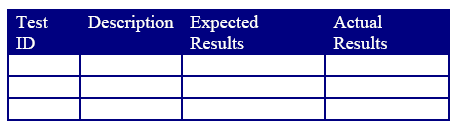 Test ID
Description
Expected Results
Actual Results